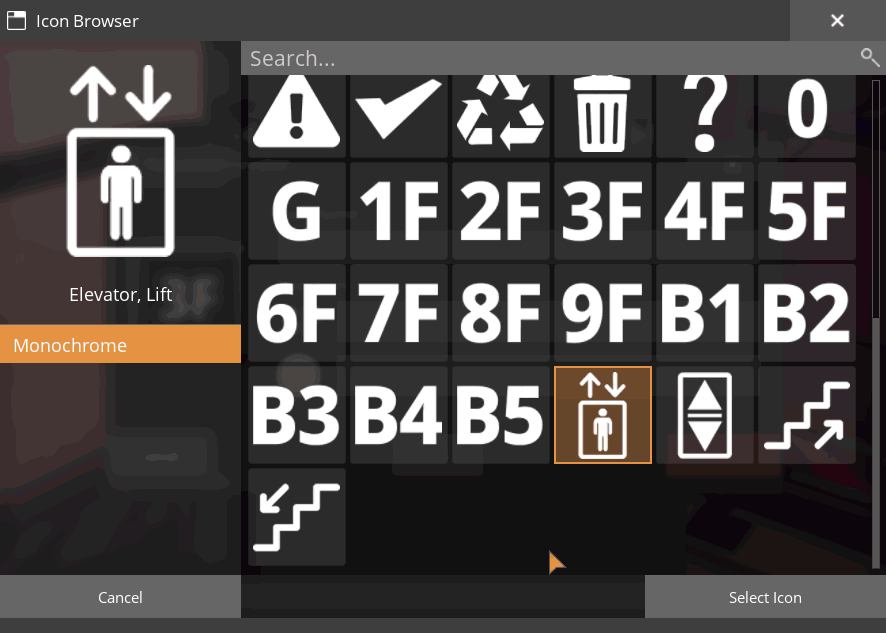 Icon Browser
Search...
Elevator, Lift
Monochrome
! ? 0
G 1F 2F 3F 4F 5F
6F 7F 8F 9F B1 B2
B3 B4 B5
Cancel
Select Icon